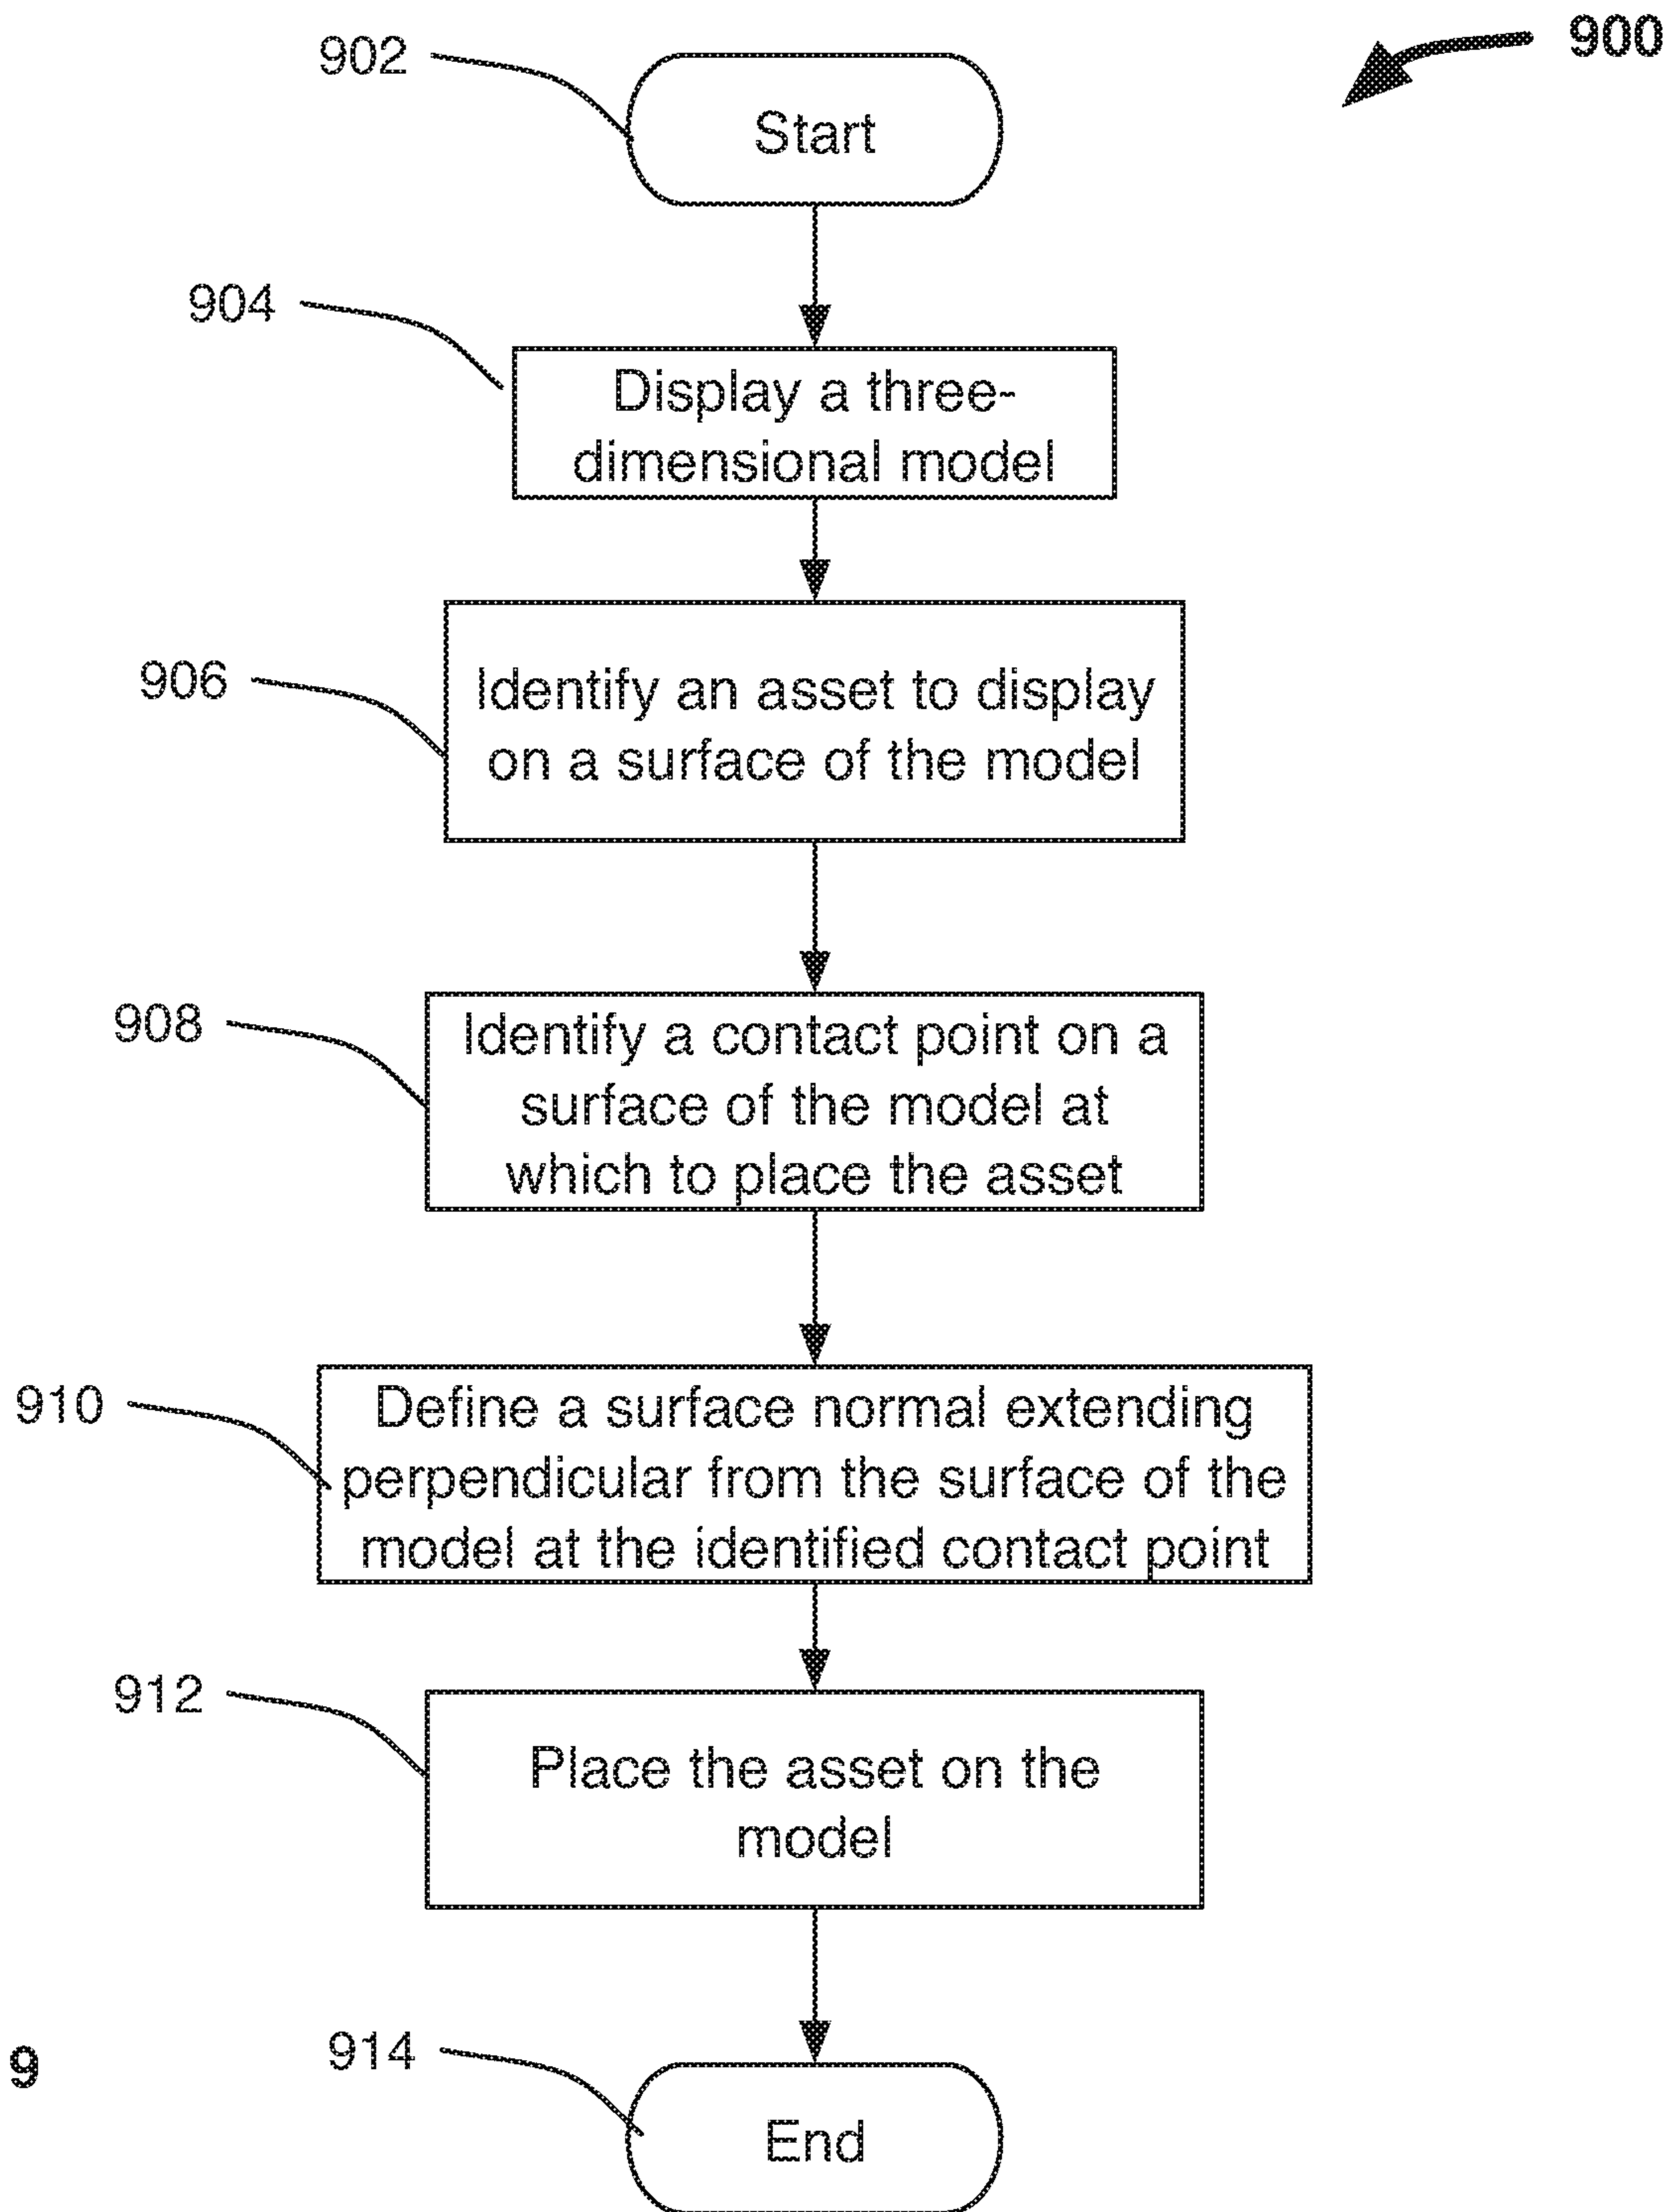 900
902
Start
904
Display a three-
dimensional model
906
Identify an asset to display
on a surface of the model
908
Identify a contact point on a
surface of the model at
which to place the asset
910
Define a surface normal extending
perpendicular from the surface of the
model at the identified contact point
912
Place the asset on the
model
9
914
End